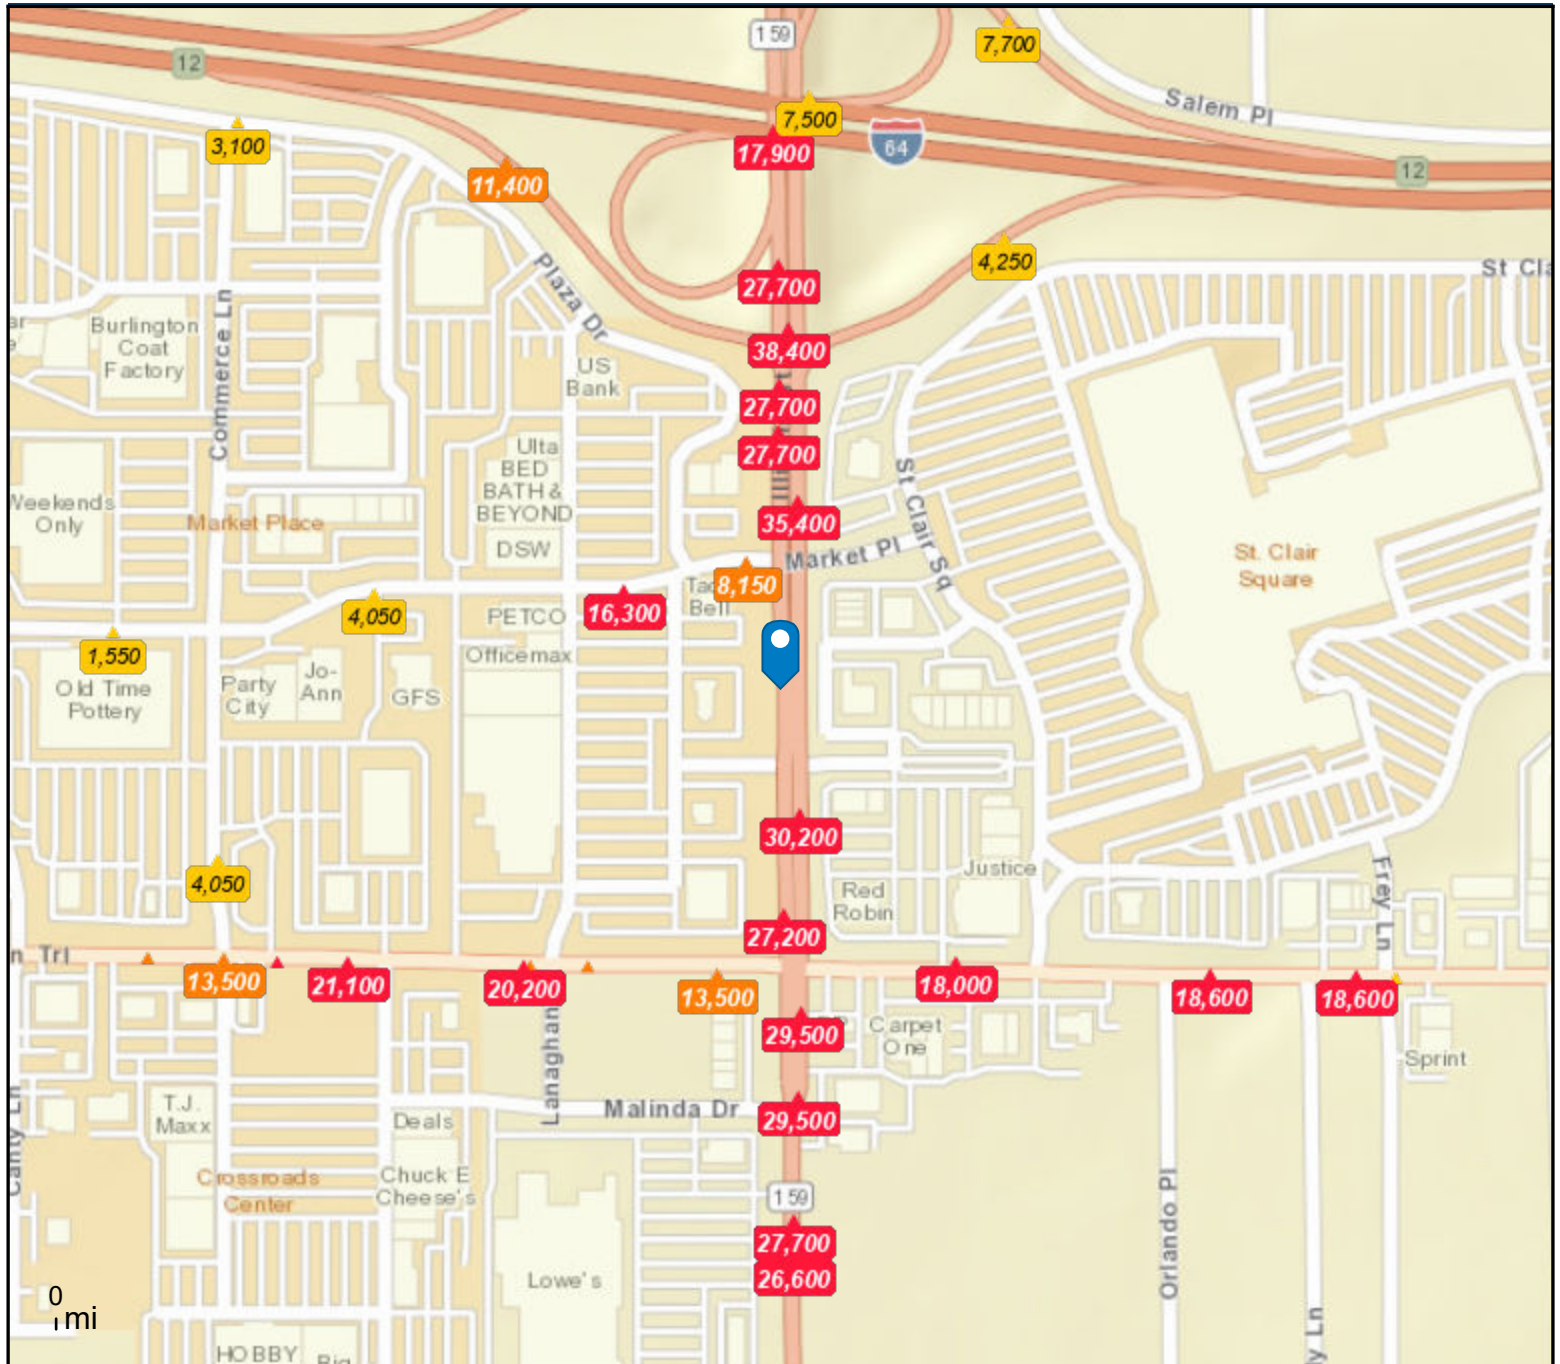 159
7,700
12
Salem Pl
7,500
3,100
17,900
64
12
11,400
4,250
St Cla
Plaza Dr
27,700
Commerce Ln
Burlington
Coat
Factory
38,400
US
Bank
27,700
27,700
Ulta
BED
BATH &
BEYOND
St Clair Sq
Weekends
Only
Market Place
35,400
DSW
Market Pl
St. Clair
Square
8,150
Taco
Bell
4,050
PETCO
16,300
1,550
Officemax
Old Time
Pottery
Party
City
Jo-
Ann
GFS
30,200
4,050
Justice
Red
Robin
Frey Ln
27,200
n Trl
13,500
21,100
20,200
13,500
18,000
18,600
18,600
Lanaghan
29,500
Carpet
One
Sprint
Canty Ln
T.J.
Maxx
Deals
Malinda Dr
29,500
Crossroads
Center
Chuck E
Cheese's
159
Orlando Pl
27,700
26,600
Lowe's
0
mi
y Ln
HOBBY
Big